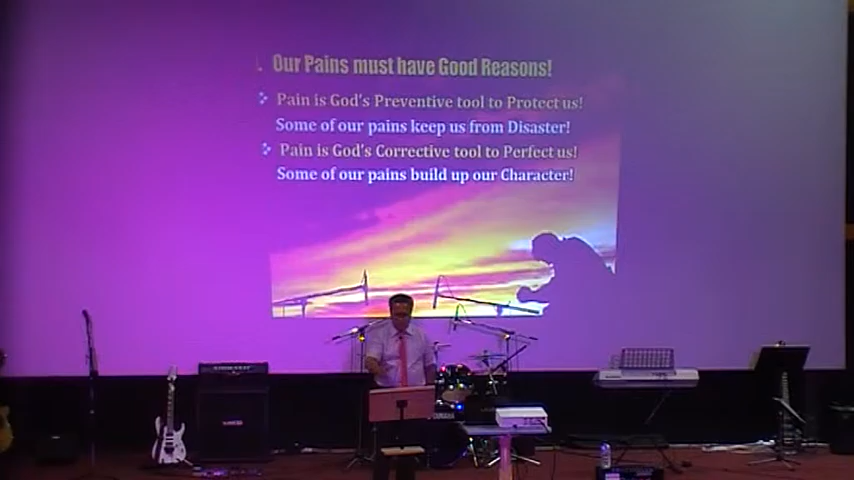 Our Pains must have Good Reasons!
Pain is God's Preventive tool to Protect us!
Some of our pains keep us from Disaster!
Pain is God's Corrective tool to Perfect us!
Some of our pains build up our Character!